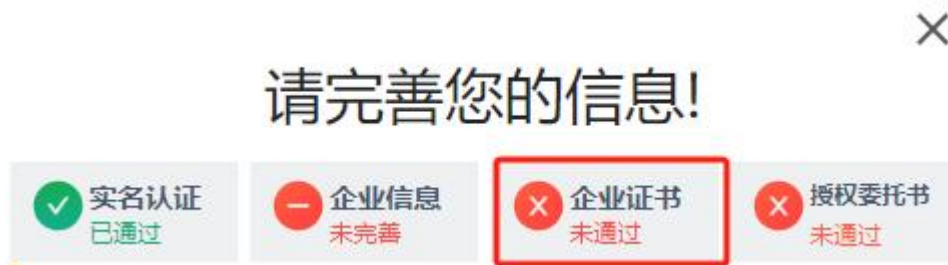 请完善您的信息!
实名认证
已通过
企业信息
未完善
企业证书
未通过
授权委托书
未通过